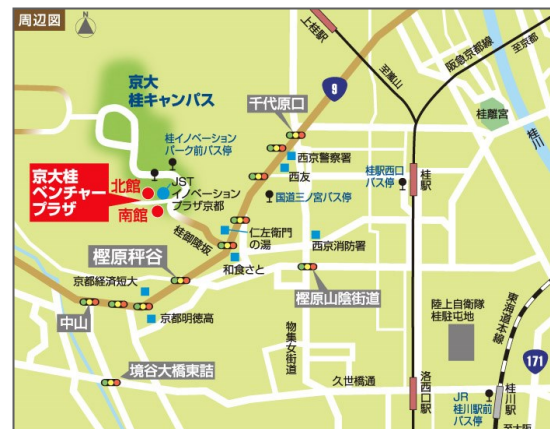 周辺図
N
京大
桂キャンパス
上桂駅
至嵐山
阪急京都線
至京都
9
千代原口
桂離宮
桂川
桂イノベーション
パーク前バス停
西京警察署
西友
桂駅西口
バス停
桂駅
京大桂
ベンチャー
プラザ
北館
南館
JST
イノベーション
プラザ京都
国道三ノ宮バス停
桂御陵坂
仁左衛門
の湯
西京消防署
和食さと
樫原秤谷
樫原山陰街道
京都経済短大
中山
京都明徳高
物集女街道
陸上自衛隊
桂駐屯地
東海道本線
境谷大橋東詰
久世橋通
洛西口駅
171
JR
桂川駅前
バス停
桂川駅
至大阪